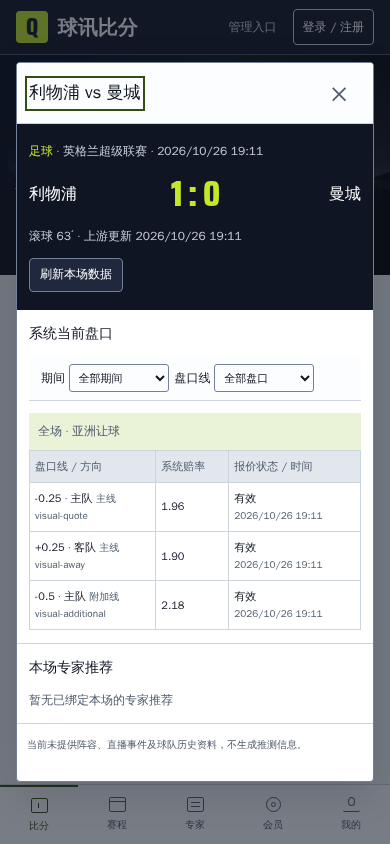 Q 球讯比分 管理入口 登录 / 注册
利物浦 vs 曼城
足球 · 英格兰超级联赛 · 2026/10/26 19:11
利物浦 1:0 曼城
滚球 63′ · 上游更新 2026/10/26 19:11
刷新本场数据
系统当前盘口
期间 全部期间 盘口线 全部盘口
全场 · 亚洲让球
盘口线 / 方向 系统赔率 报价状态 / 时间
-0.25 · 主队 主线 1.96 有效
visual-quote 2026/10/26 19:11
+0.25 · 客队 主线 1.90 有效
visual-away 2026/10/26 19:11
-0.5 · 主队 附加线 2.18 有效
visual-additional 2026/10/26 19:11
本场专家推荐
暂无已绑定本场的专家推荐
当前未提供阵容、直播事件及球队历史资料，不生成推测信息。
比分 赛程 专家 会员 我的